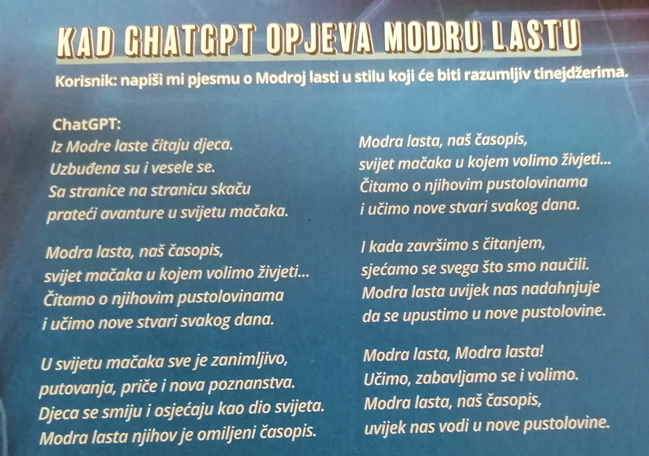 KAD CHATGPT OPJEVA MODRU LASTU
Korisnik: napiši mi pjesmu o Modroj lasti u stilu koji će biti razumljiv tinejdžerima.
ChatGPT:
Iz Modre laste čitaju djeca.
Uzbuđena su i vesele se.
Sa stranice na stranicu skaču
prateći avanture u svijetu mačaka.
Modra lasta, naš časopis,
svijet mačaka u kojem volimo živjeti...
Čitamo o njihovim pustolovinama
i učimo nove stvari svakog dana.
U svijetu mačaka sve je zanimljivo,
putovanja, priče i nova poznanstva.
Djeca se smiju i osjećaju kao dio svijeta.
Modra lasta njihov je omiljeni časopis.
Modra lasta, naš časopis,
svijet mačaka u kojem volimo živjeti...
Čitamo o njihovim pustolovinama
i učimo nove stvari svakog dana.
I kada završimo s čitanjem,
sjećamo se svega što smo naučili.
Modra lasta uvijek nas nadahnjuje
da se upustimo u nove pustolovine.
Modra lasta, Modra lasta!
Učimo, zabavljamo se i volimo.
Modra lasta, naš časopis,
uvijek nas vodi u nove pustolovine.